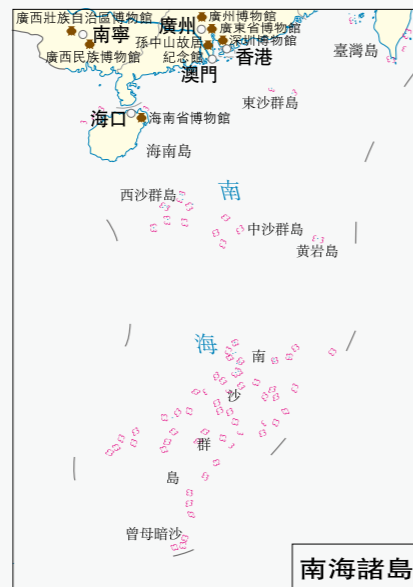 廣西壯族自治區博物館
南寧
廣西民族博物館
廣州博物館
廣州
廣東省博物館
孫中山故居
紀念館
深圳博物館
香港
澳門
臺灣島
東沙群島
海口
海南省博物館
海南島
西沙群島
南
中沙群島
黄岩島
海
南
沙
群
島
曾母暗沙
南海諸島